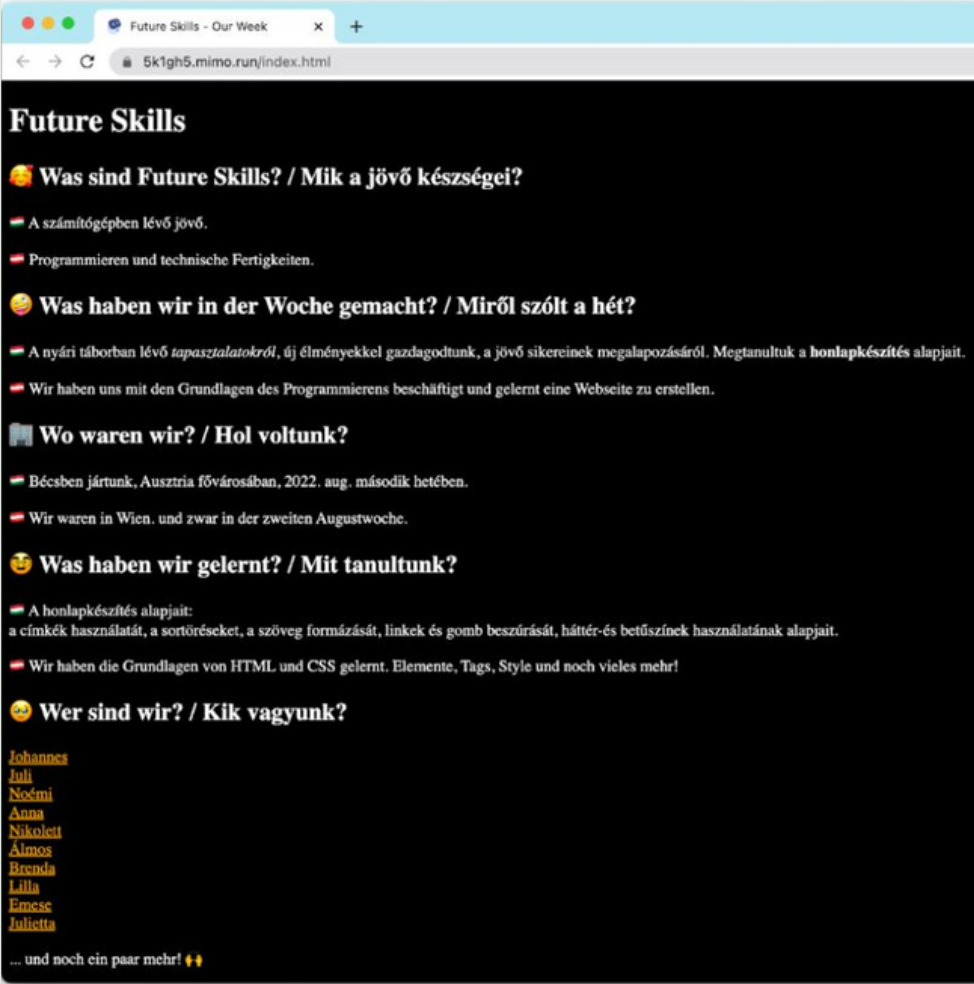 Future Skills - Our Week
5k1gh5.mimo.run/index.html
Future Skills
🥰 Was sind Future Skills? / Mik a jövő készségei?
🇭🇺 A számítógépben lévő jövő.
🇦🇹 Programmieren und technische Fertigkeiten.
🤪 Was haben wir in der Woche gemacht? / Miről szólt a hét?
🇭🇺 A nyári táborban lévő tapasztalatokról, új élményekkel gazdagodtunk, a jövő sikereinek megalapozásáról. Megtanultuk a honlapkészítés alapjait.
🇦🇹 Wir haben uns mit den Grundlagen des Programmierens beschäftigt und gelernt eine Webseite zu erstellen.
🏢 Wo waren wir? / Hol voltunk?
🇭🇺 Bécsben jártunk, Ausztria fővárosában, 2022. aug. második hetében.
🇦🇹 Wir waren in Wien. und zwar in der zweiten Augustwoche.
Was haben wir gelernt? / Mit tanultunk?
🇭🇺 A honlapkészítés alapjait:
a címkék használatát, a sortöréseket, a szöveg formázását, linkek és gomb beszúrását, háttér-és betűszínek használatának alapjait.
🇦🇹 Wir haben die Grundlagen von HTML und CSS gelernt. Elemente, Tags, Style und noch vieles mehr!
🥹 Wer sind wir? / Kik vagyunk?
Johannes
Juli
Noémi
Anna
Nikolett
Álmos
Brenda
Lilla
Emese
Julietta
... und noch ein paar mehr! 🙌